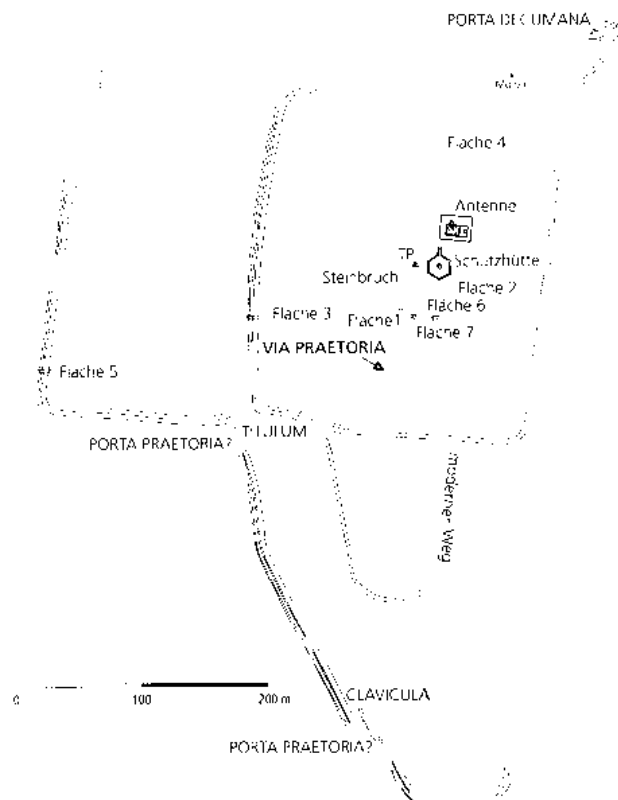 PORTA DECUMANA
Fläche 4
Antenne
TP
Schutzhütte
Steinbruch
Fläche 2
Fläche 6
Fläche 3
Fläche 1
Fläche 7
VIA PRAETORIA
Fläche 5
TITULUM
PORTA PRAETORIA?
moderner Weg
0 100 200 m
CLAVICULA
PORTA PRAETORIA?